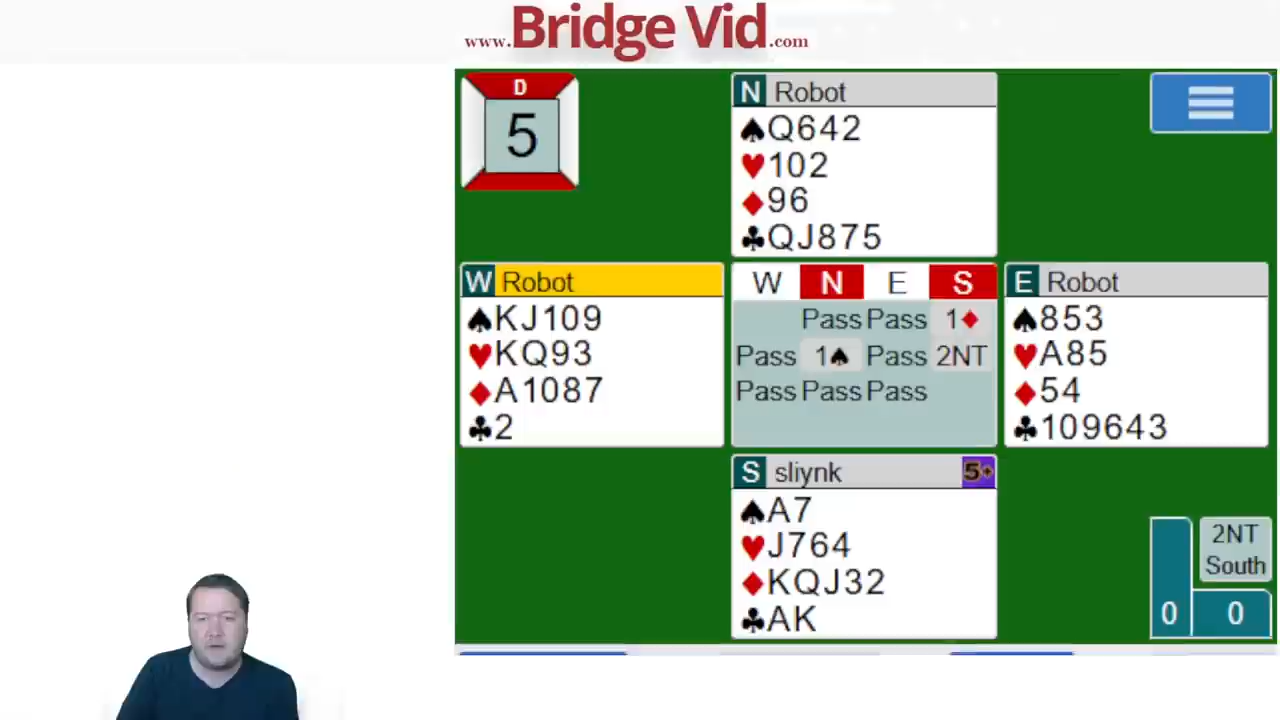 www.Bridge Vid.com
D
5
N Robot
♠Q642
♥102
♦96
♣QJ875
W Robot
♠KJ109
♥KQ93
♦A1087
♣2
W N E S
Pass Pass 1♦
Pass 1♠ Pass 2NT
Pass Pass Pass
E Robot
♠853
♥A85
♦54
♣109643
S sliynk 5+
♠A7
♥J764
♦KQJ32
♣AK
2NT
South
0 0